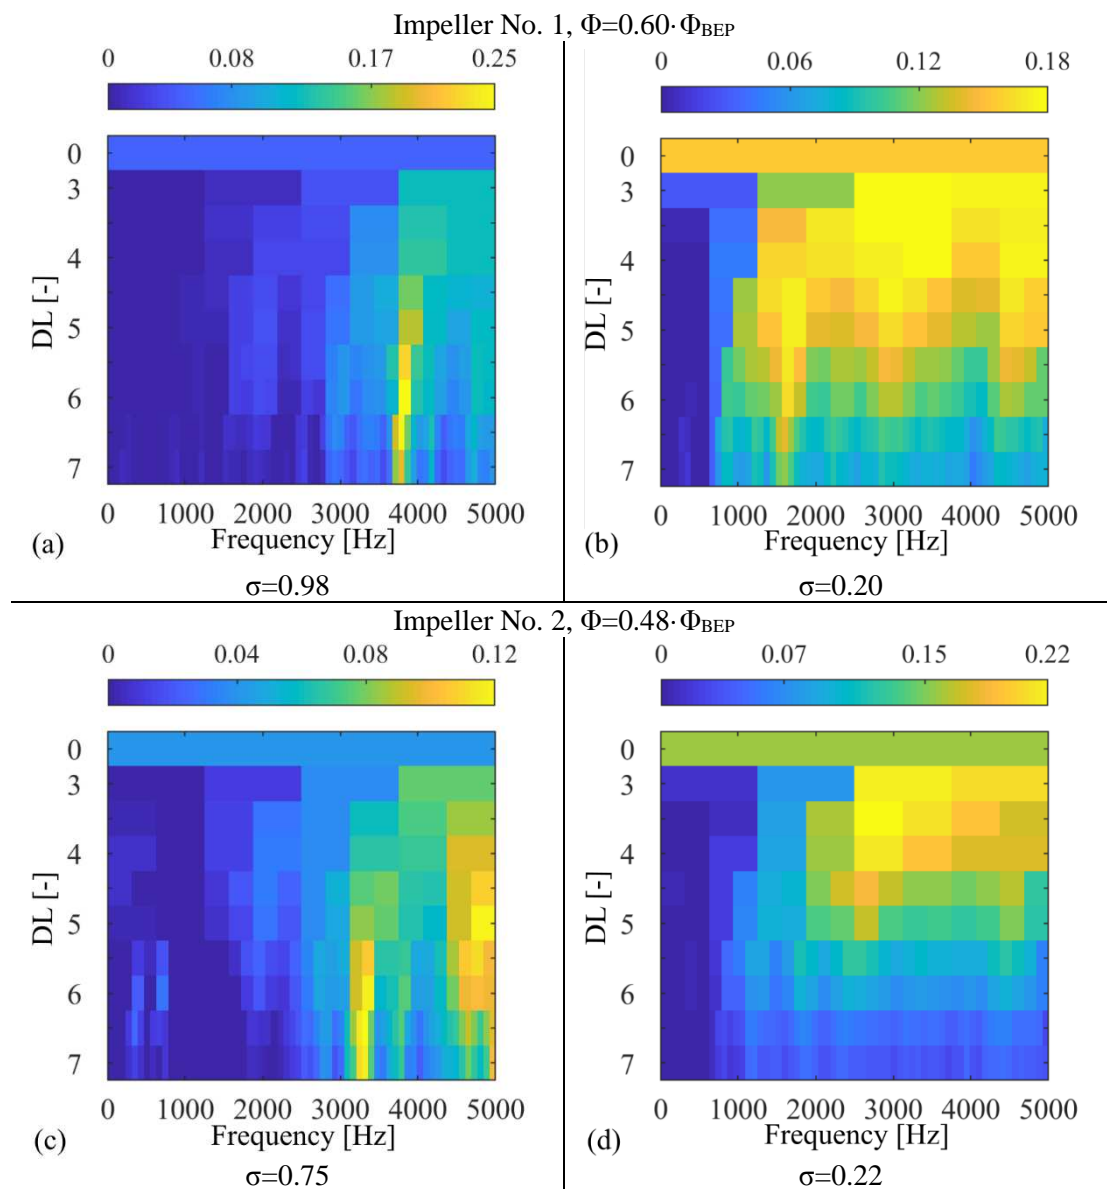 Impeller No. 1, Φ=0.60·Φ_BEP
0 0.08 0.17 0.25
0 0.06 0.12 0.18
DL [-]
0
3
4
5
6
7
0 1000 2000 3000 4000 5000
(a) Frequency [Hz]
σ=0.98
DL [-]
0
3
4
5
6
7
0 1000 2000 3000 4000 5000
(b) Frequency [Hz]
σ=0.20
Impeller No. 2, Φ=0.48·Φ_BEP
0 0.04 0.08 0.12
0 0.07 0.15 0.22
DL [-]
0
3
4
5
6
7
0 1000 2000 3000 4000 5000
(c) Frequency [Hz]
σ=0.75
DL [-]
0
3
4
5
6
7
0 1000 2000 3000 4000 5000
(d) Frequency [Hz]
σ=0.22